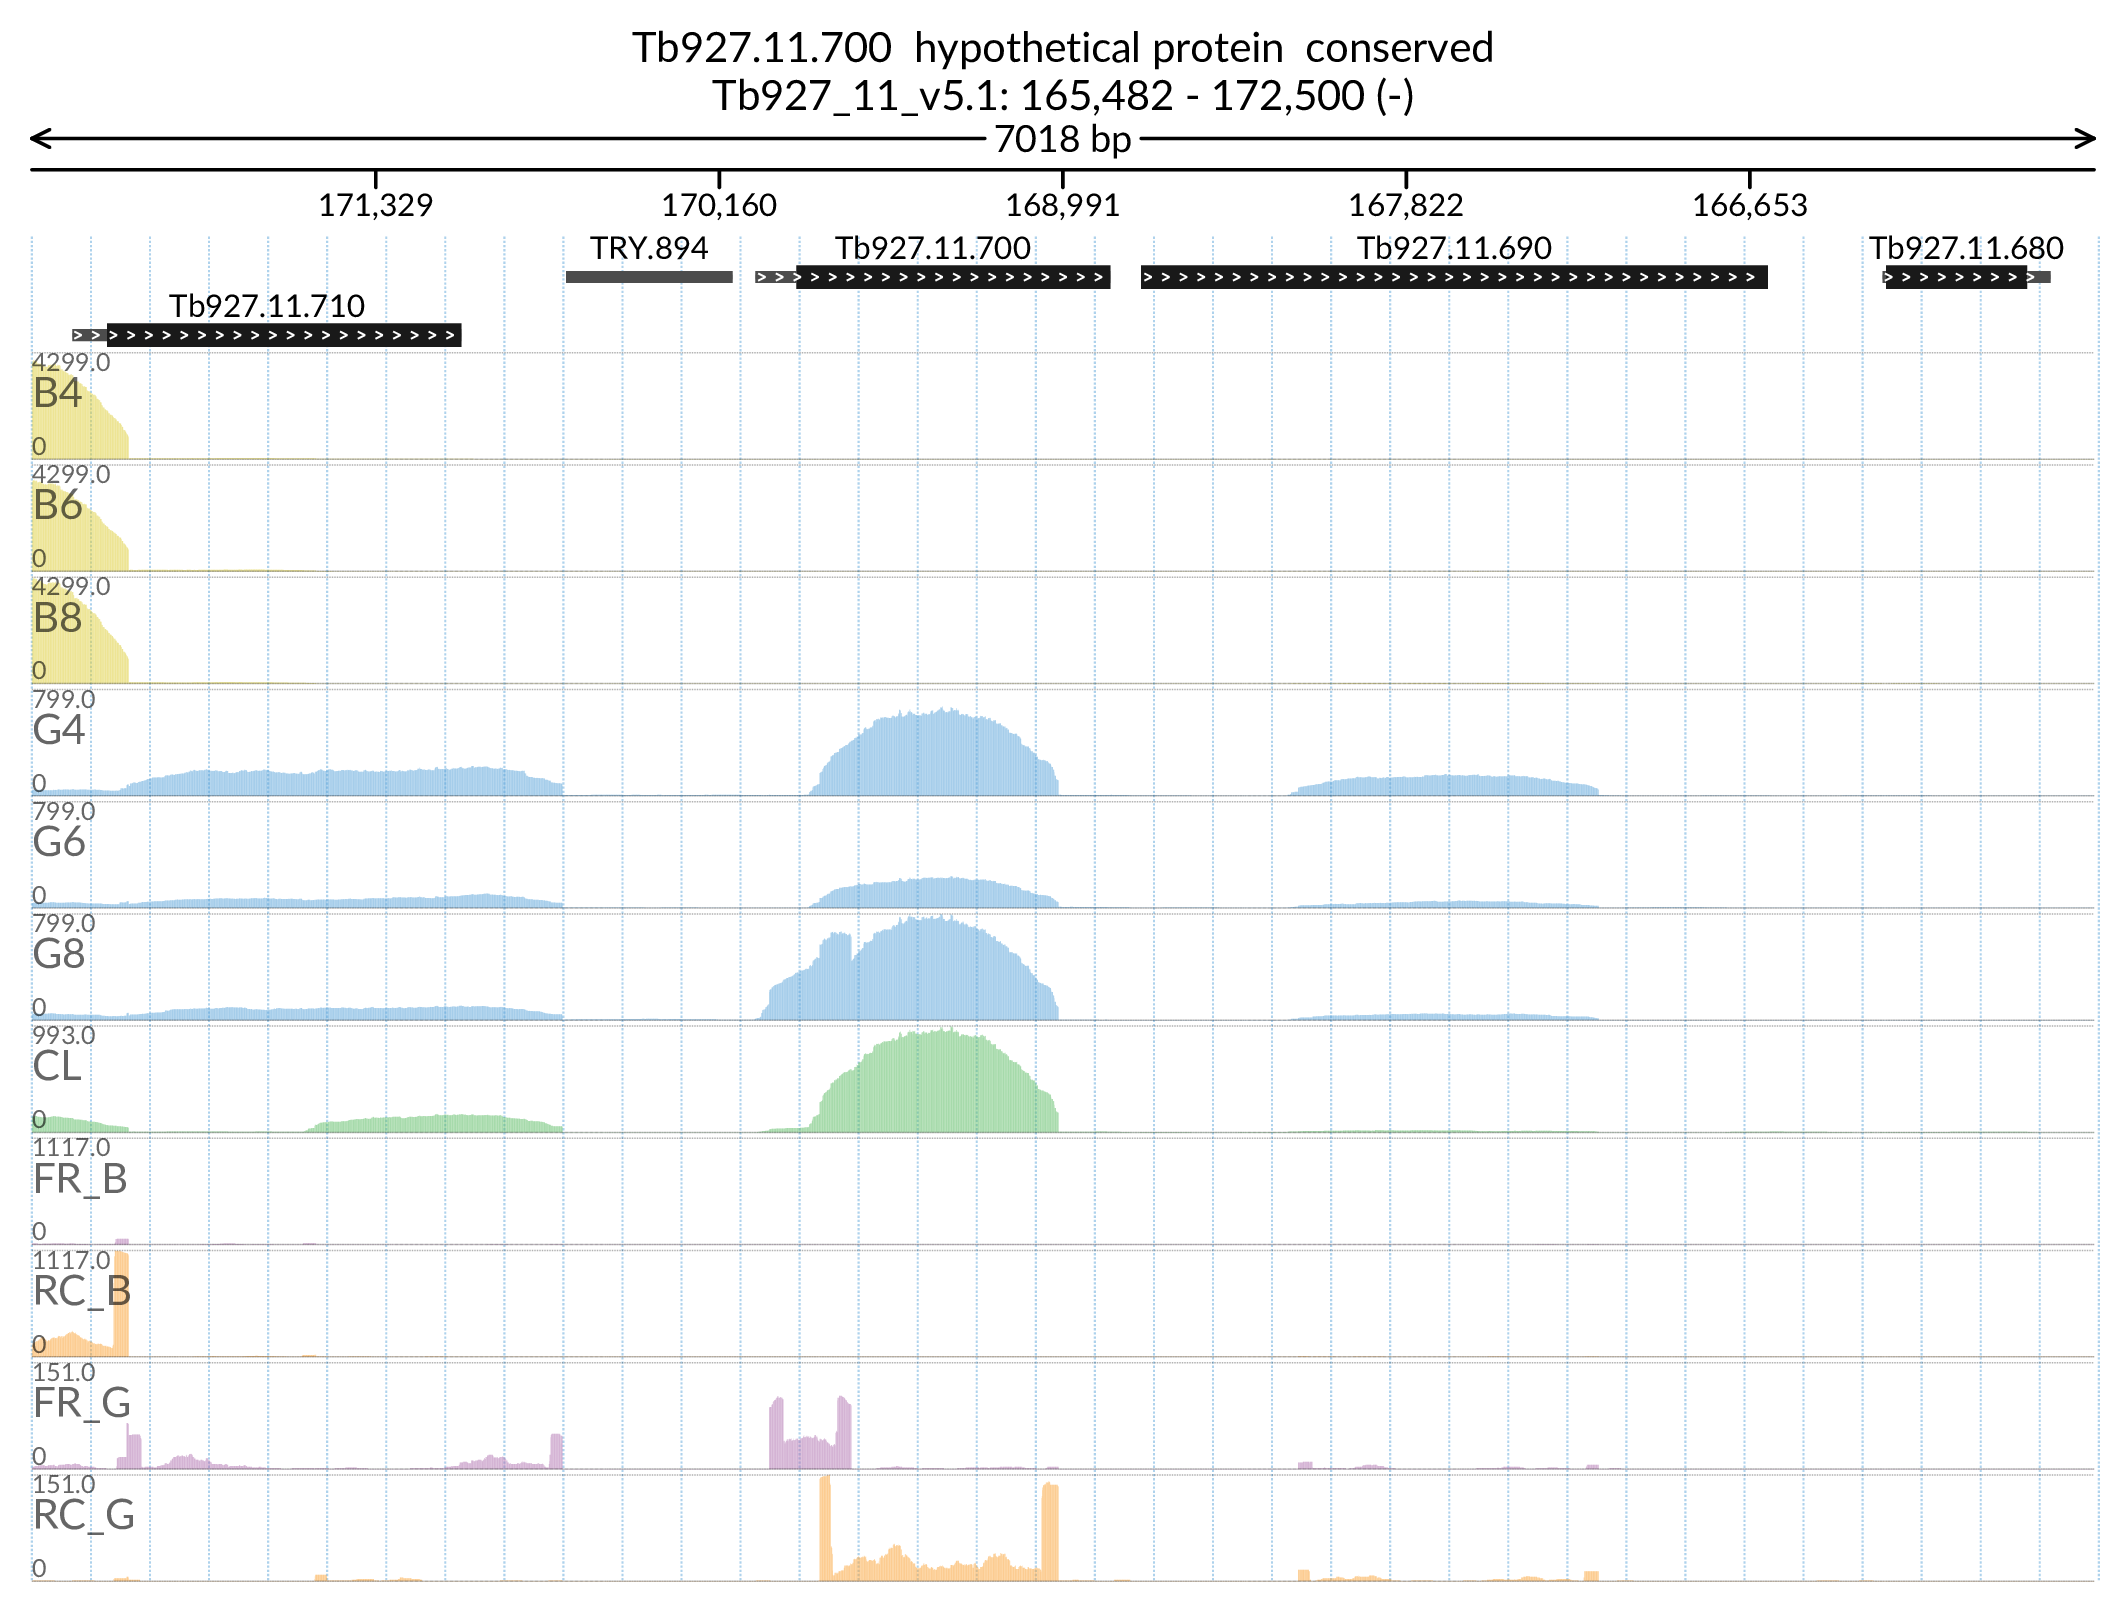 Tb927.11.700  hypothetical protein  conserved
Tb927_11_v5.1: 165,482 - 172,500 (-)
7018 bp
171,329 170,160 168,991 167,822 166,653
TRY.894 Tb927.11.700 Tb927.11.690 Tb927.11.680
Tb927.11.710
4299.0
B4
0
4299.0
B6
0
4299.0
B8
0
799.0
G4
0
799.0
G6
0
799.0
G8
0
993.0
CL
0
1117.0
FR_B
0
1117.0
RC_B
0
151.0
FR_G
0
151.0
RC_G
0